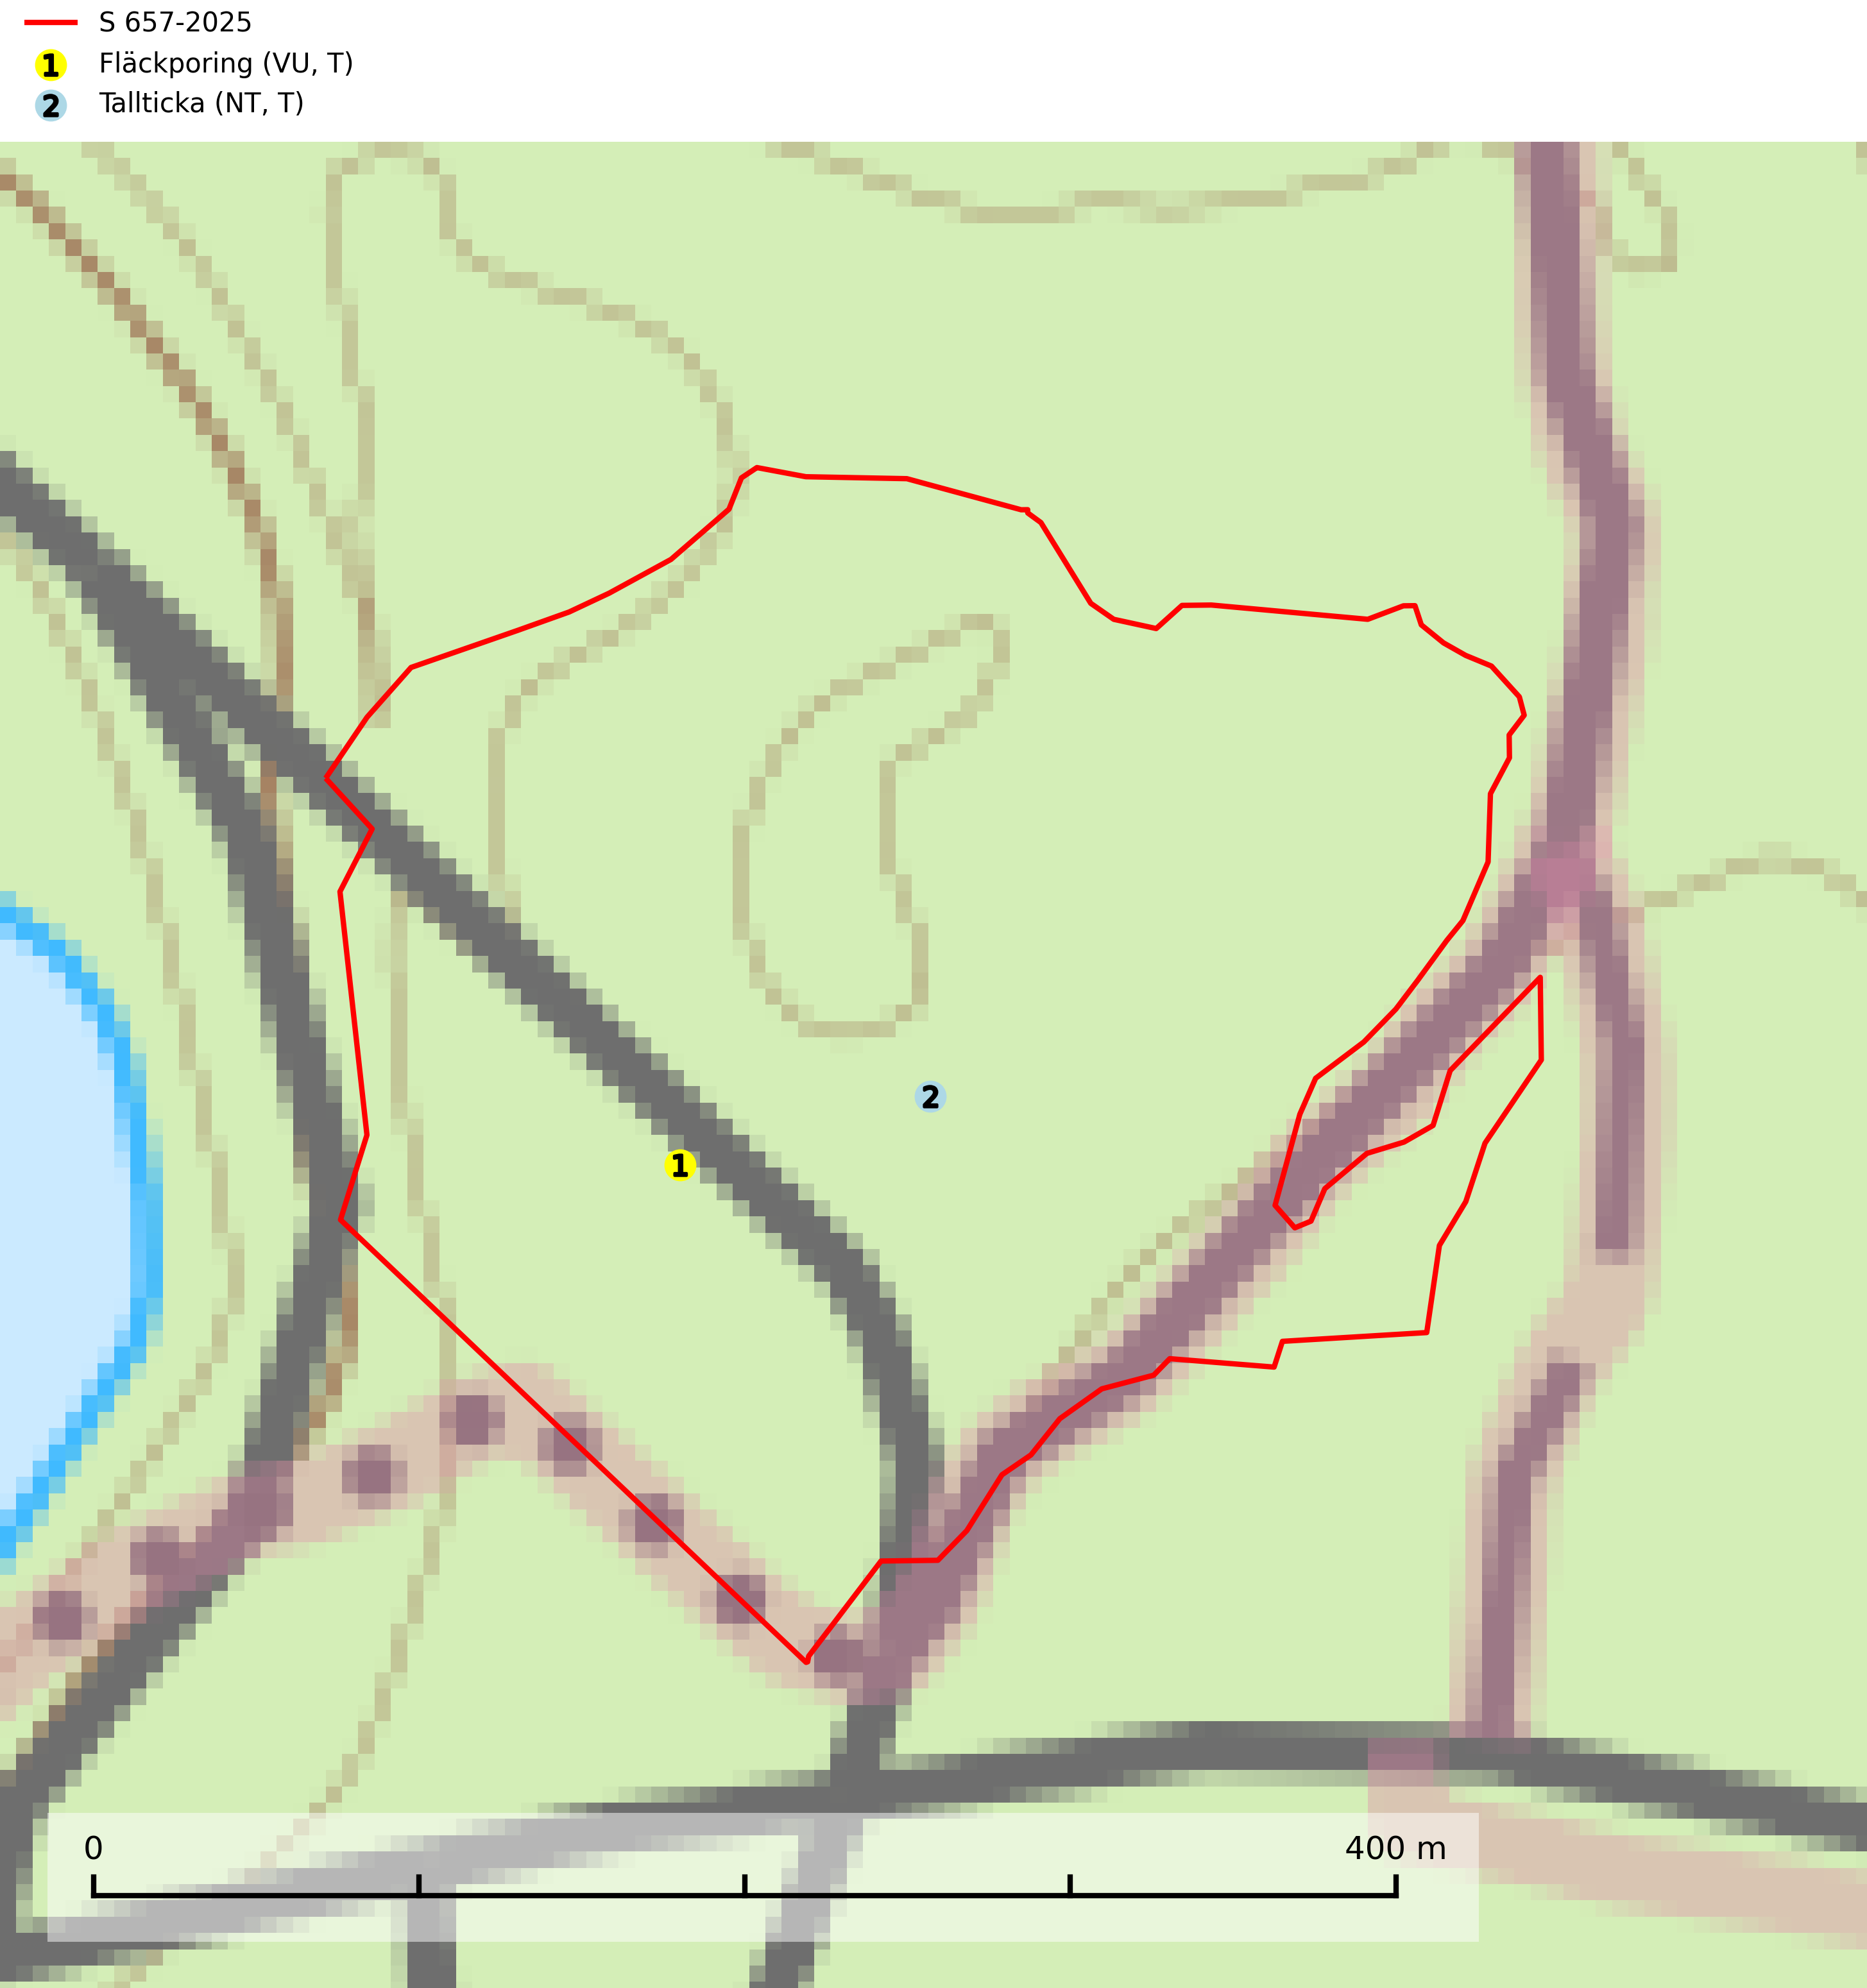 S 657-2025
1 Fläckporing (VU, T)
2 Tallticka (NT, T)
2
1
0 400 m